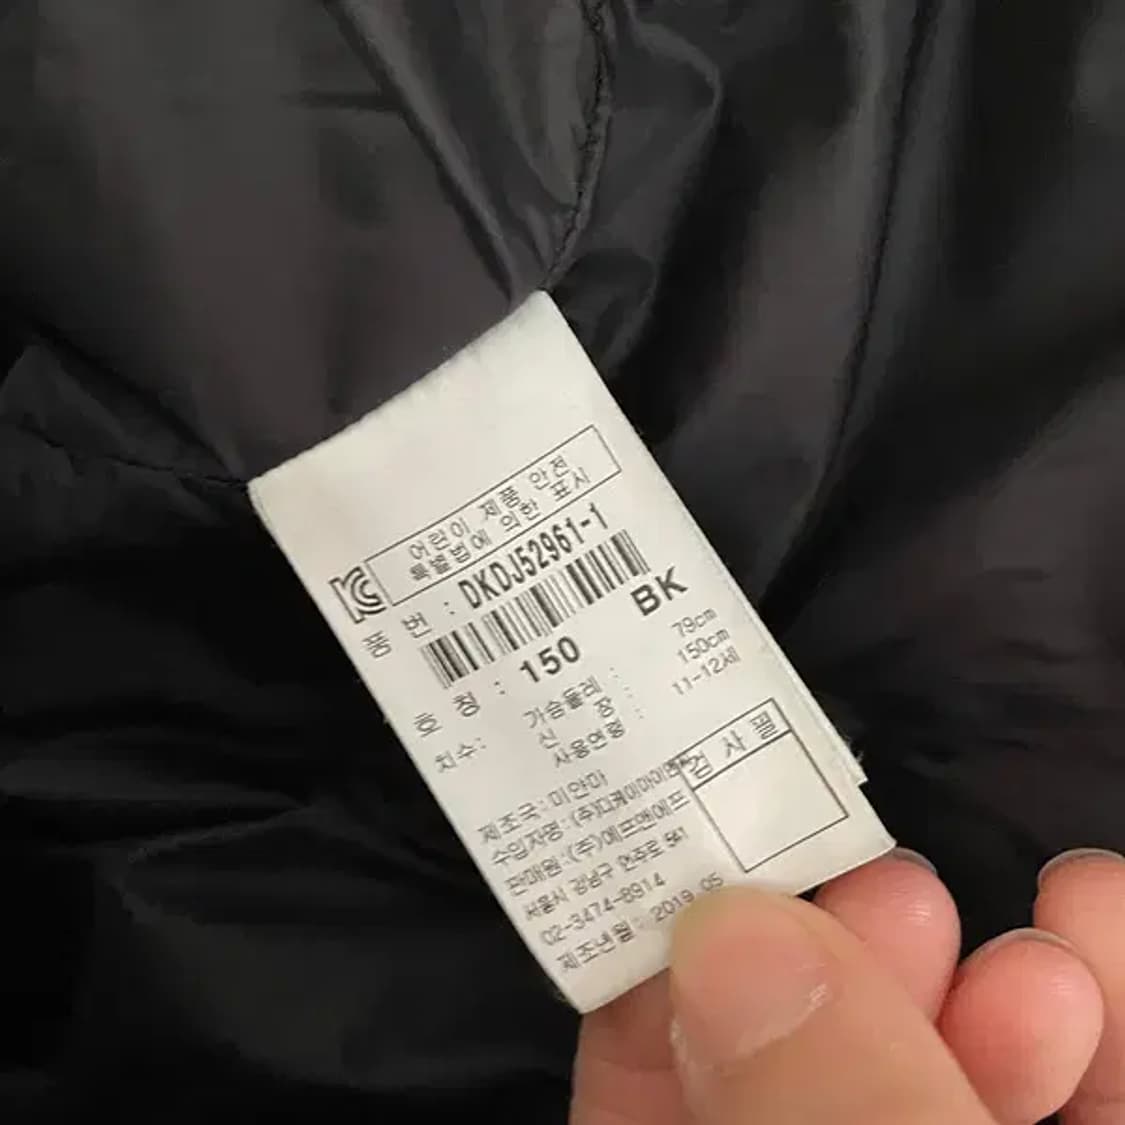 어린이 제품 안전
특별법에 의한 표시
품 번 : DKDJ52961-1
BK
호 칭 : 150
치수: 가슴둘레 : 79cm
신 장 : 150cm
사용연령 : 11-12세
검 사 필
제조국:미얀마
수입자명:(주)디케이아이앤씨
판매원:(주)에프앤에프
서울시 강남구 언주로 541
02-3474-8914
제조년월: 2019.05